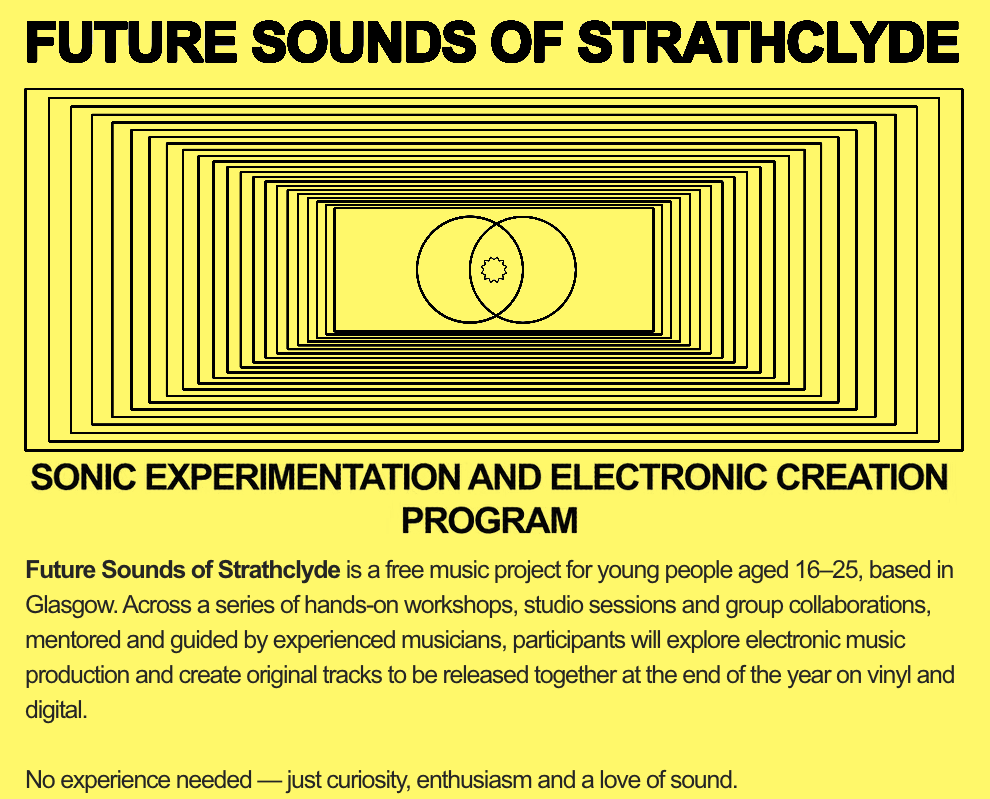 FUTURE SOUNDS OF STRATHCLYDE
SONIC EXPERIMENTATION AND ELECTRONIC CREATION
PROGRAM
Future Sounds of Strathclyde is a free music project for young people aged 16–25, based in
Glasgow. Across a series of hands-on workshops, studio sessions and group collaborations,
mentored and guided by experienced musicians, participants will explore electronic music
production and create original tracks to be released together at the end of the year on vinyl and
digital.
No experience needed — just curiosity, enthusiasm and a love of sound.